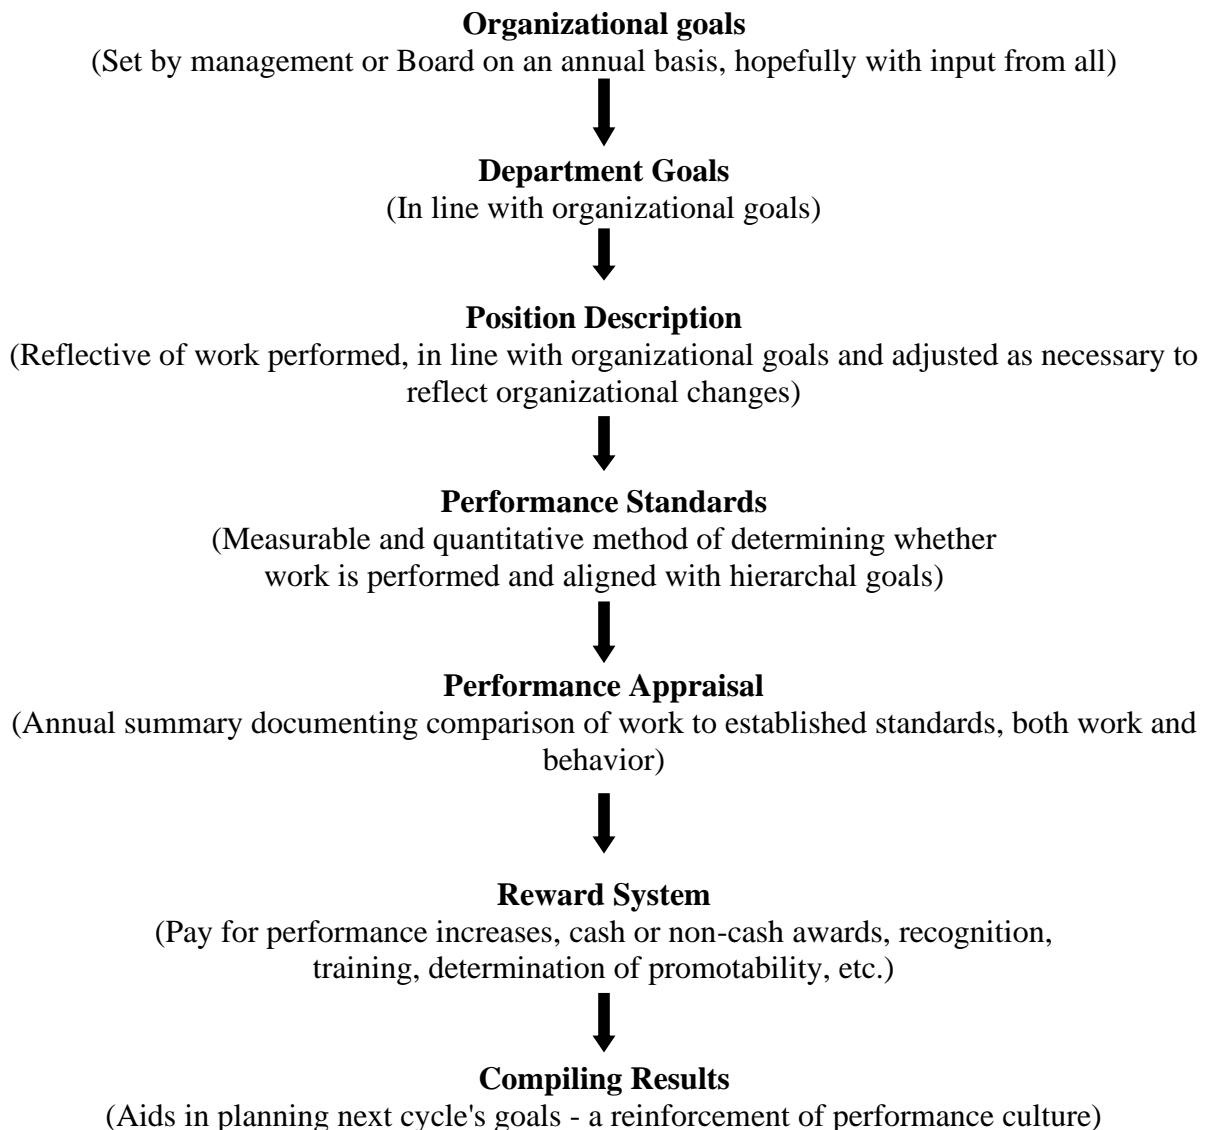 Organizational goals
(Set by management or Board on an annual basis, hopefully with input from all)
Department Goals
(In line with organizational goals)
Position Description
(Reflective of work performed, in line with organizational goals and adjusted as necessary to
reflect organizational changes)
Performance Standards
(Measurable and quantitative method of determining whether
work is performed and aligned with hierarchal goals)
Performance Appraisal
(Annual summary documenting comparison of work to established standards, both work and
behavior)
Reward System
(Pay for performance increases, cash or non-cash awards, recognition,
training, determination of promotability, etc.)
Compiling Results
(Aids in planning next cycle's goals - a reinforcement of performance culture)